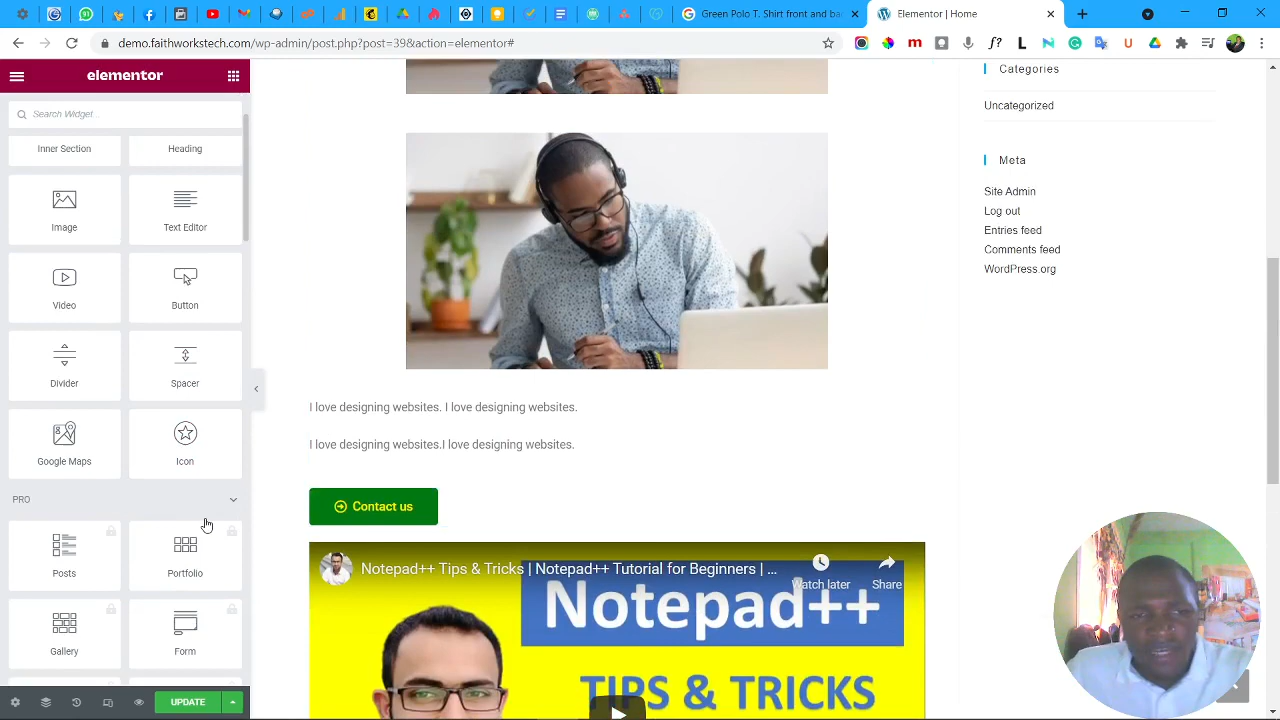 Green Polo T. Shirt front and ba
Elementor | Home
demo.faithwosk.tech/wp-admin/post.php?post=39&action=elementor#
elementor
Search Widget...
Inner Section
Heading
Image
Text Editor
Video
Button
Divider
Spacer
Google Maps
Icon
PRO
Posts
Portfolio
Gallery
Form
UPDATE
I love designing websites. I love designing websites.
I love designing websites.I love designing websites.
Contact us
Notepad++ Tips & Tricks | Notepad++ Tutorial for Beginners | ...
Watch later
Share
Notepad++
TIPS & TRICKS
Categories
Uncategorized
Meta
Site Admin
Log out
Entries feed
Comments feed
WordPress.org